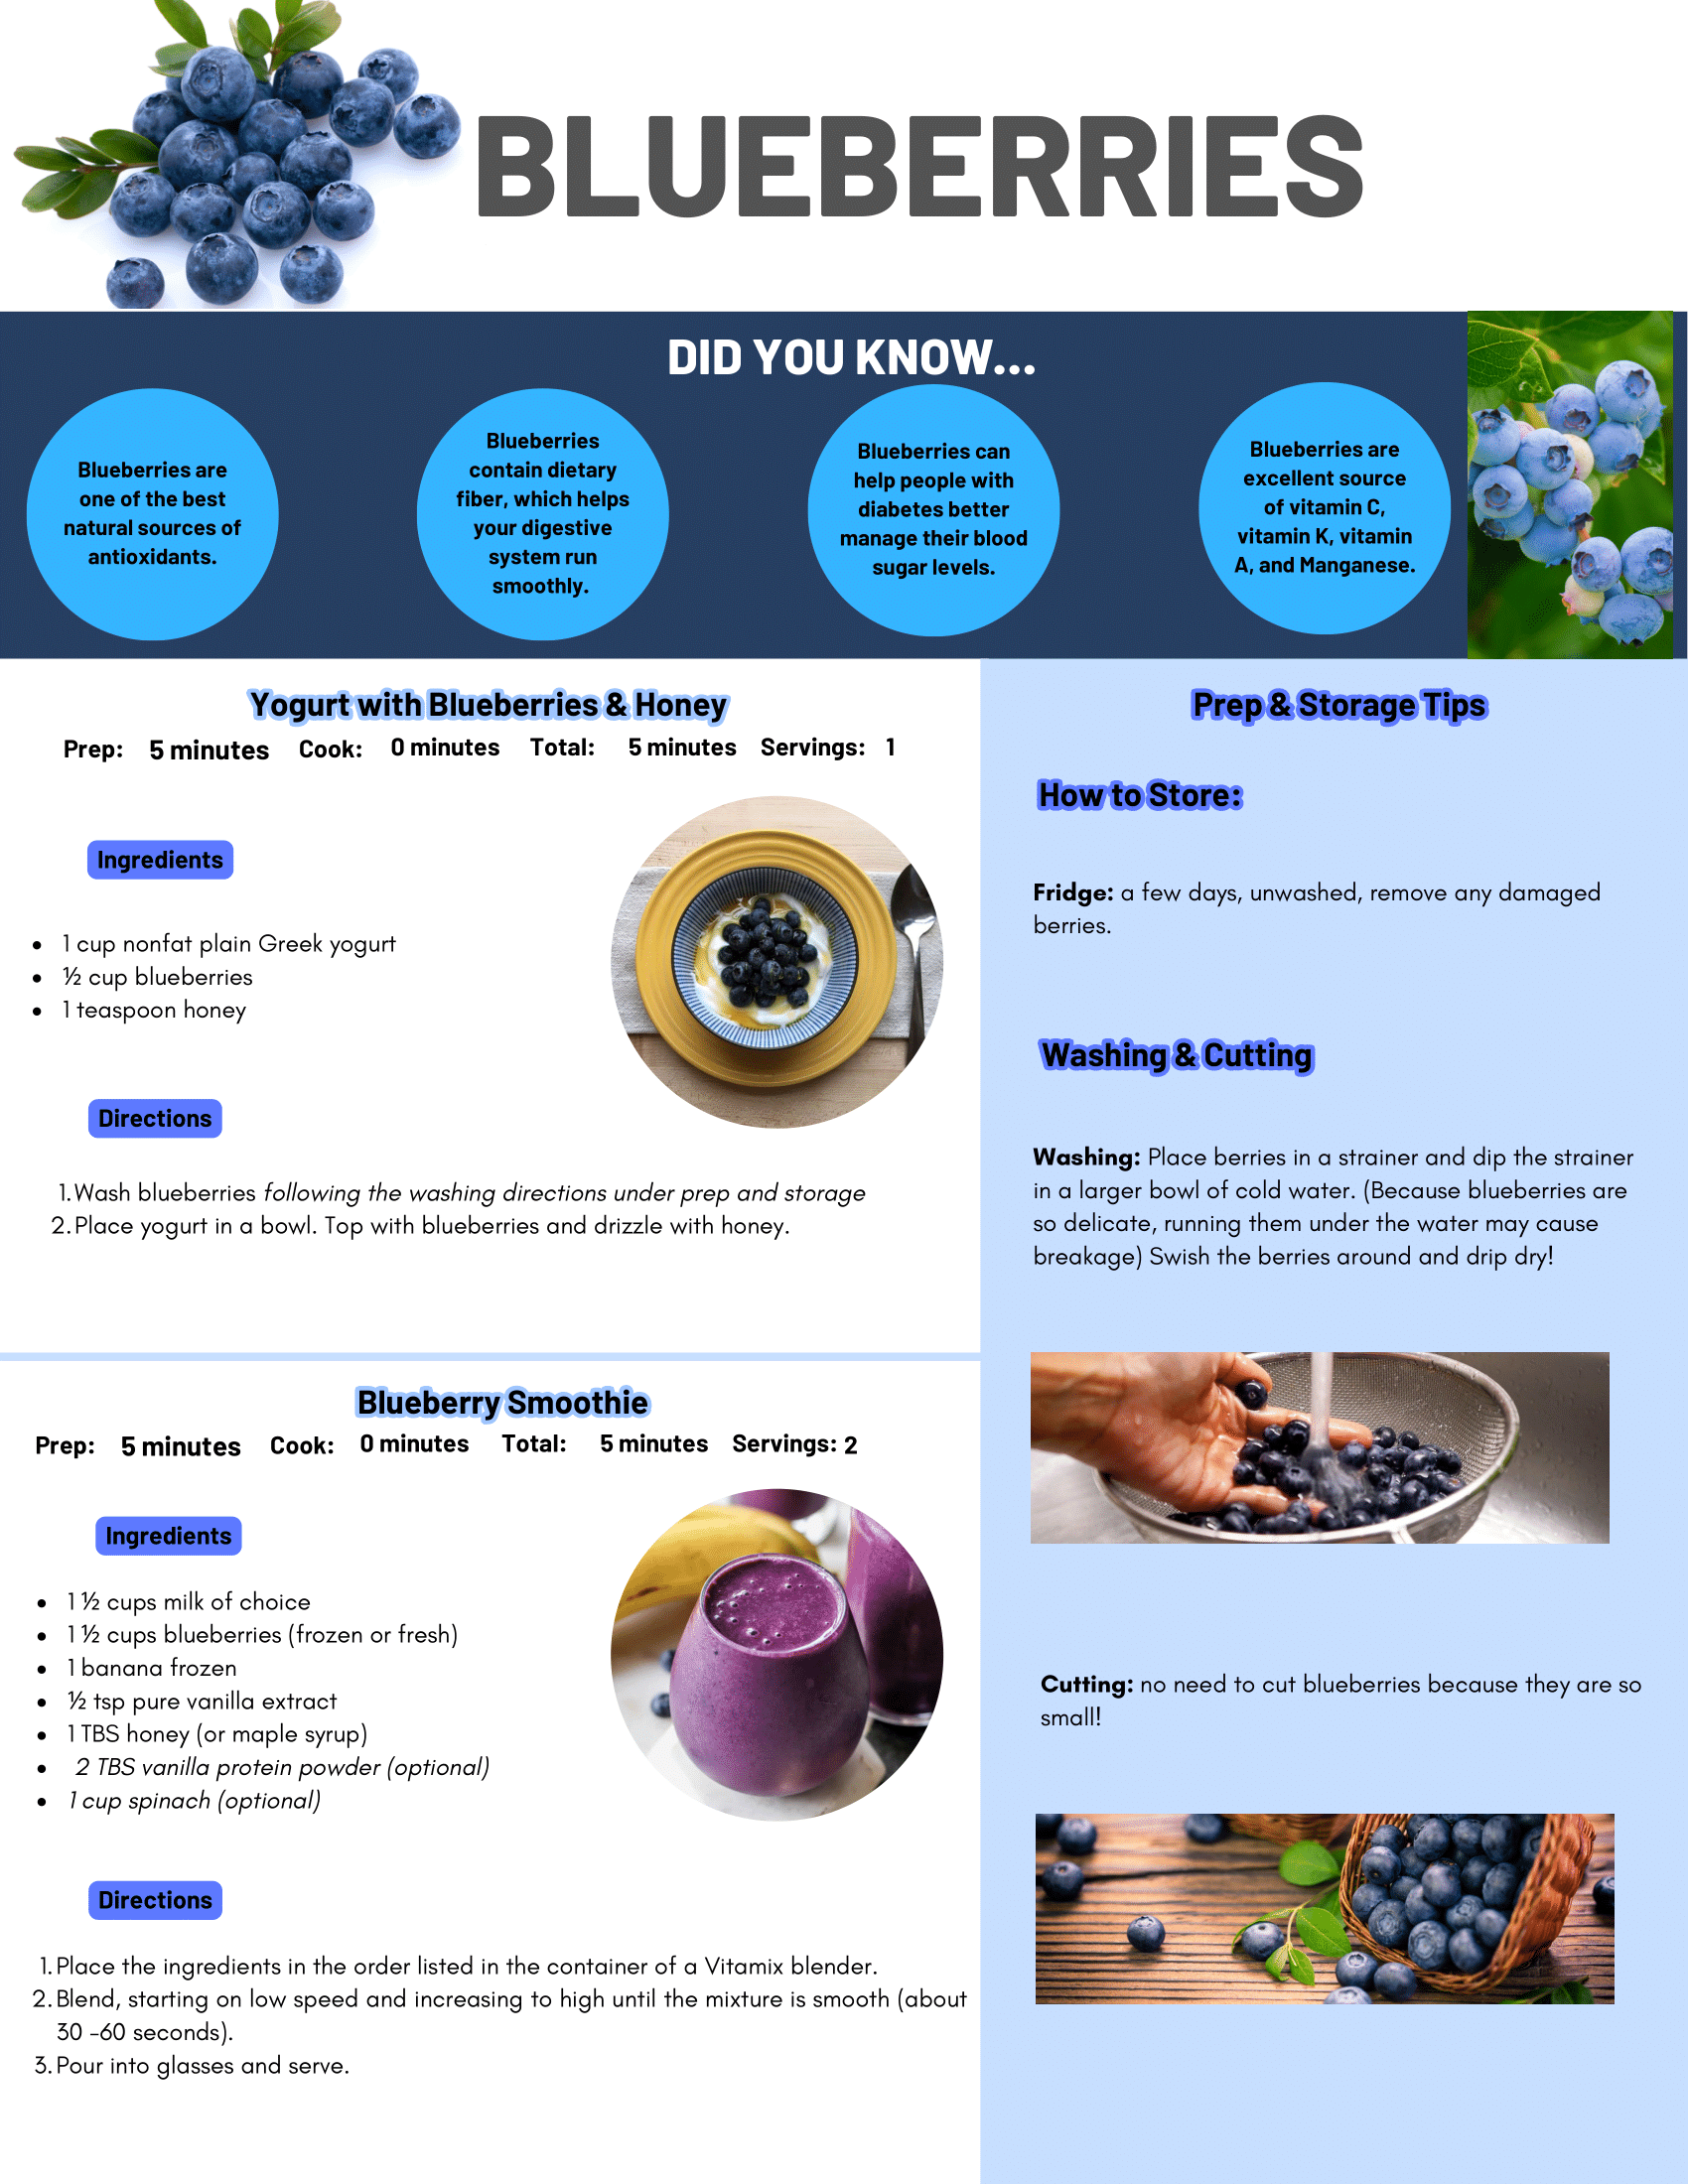 BLUEBERRIES
DID YOU KNOW...
Blueberries are
one of the best
natural sources of
antioxidants.
Blueberries
contain dietary
fiber, which helps
your digestive
system run
smoothly.
Blueberries can
help people with
diabetes better
manage their blood
sugar levels.
Blueberries are
excellent source
of vitamin C,
vitamin K, vitamin
A, and Manganese.
Yogurt with Blueberries & Honey
Prep: 5 minutes Cook: 0 minutes Total: 5 minutes Servings: 1
Ingredients
• 1 cup nonfat plain Greek yogurt
• ½ cup blueberries
• 1 teaspoon honey
Directions
1. Wash blueberries following the washing directions under prep and storage
2. Place yogurt in a bowl. Top with blueberries and drizzle with honey.
Blueberry Smoothie
Prep: 5 minutes Cook: 0 minutes Total: 5 minutes Servings: 2
Ingredients
• 1 ½ cups milk of choice
• 1 ½ cups blueberries (frozen or fresh)
• 1 banana frozen
• ½ tsp pure vanilla extract
• 1 TBS honey (or maple syrup)
• 2 TBS vanilla protein powder (optional)
• 1 cup spinach (optional)
Directions
1. Place the ingredients in the order listed in the container of a Vitamix blender.
2. Blend, starting on low speed and increasing to high until the mixture is smooth (about
30 -60 seconds).
3. Pour into glasses and serve.
Prep & Storage Tips
How to Store:
Fridge: a few days, unwashed, remove any damaged
berries.
Washing & Cutting
Washing: Place berries in a strainer and dip the strainer
in a larger bowl of cold water. (Because blueberries are
so delicate, running them under the water may cause
breakage) Swish the berries around and drip dry!
Cutting: no need to cut blueberries because they are so
small!